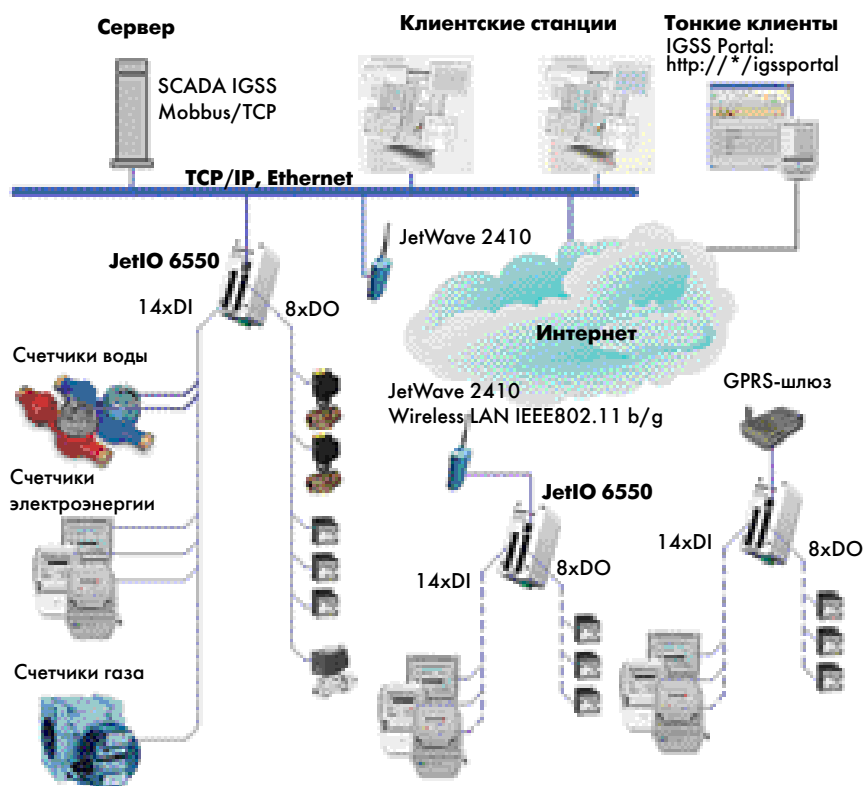 Сервер
Клиентские станции
Тонкие клиенты
IGSS Portal:
http://*/igssportal
SCADA IGSS
Mobbus/TCP
TCP/IP, Ethernet
JetWave 2410
JetIO 6550
14xDI
8xDO
Интернет
Счетчики воды
JetWave 2410
Wireless LAN IEEE802.11 b/g
GPRS-шлюз
Счетчики
электроэнергии
JetIO 6550
14xDI
8xDO
14xDI
8xDO
Счетчики газа